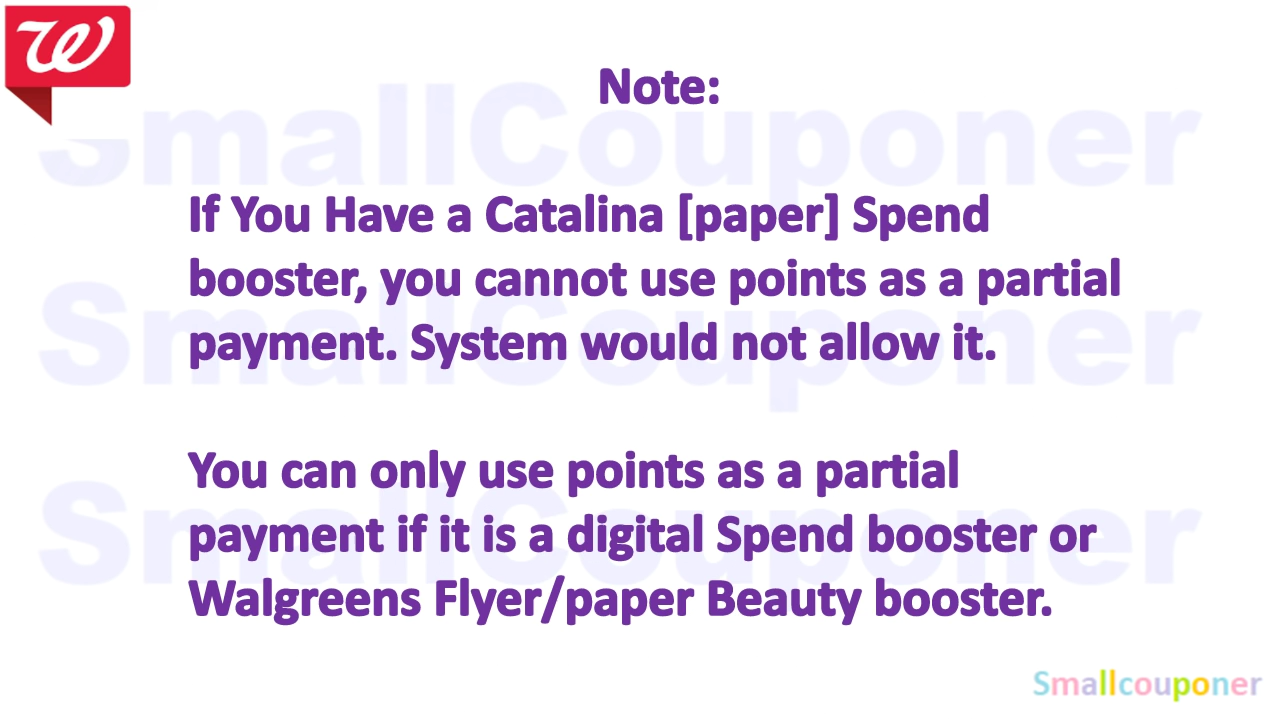 W
Note:
If You Have a Catalina [paper] Spend
booster, you cannot use points as a partial
payment. System would not allow it.
You can only use points as a partial
payment if it is a digital Spend booster or
Walgreens Flyer/paper Beauty booster.
SmallCouponer
SmallCouponer
SmallCouponer
Smallcouponer